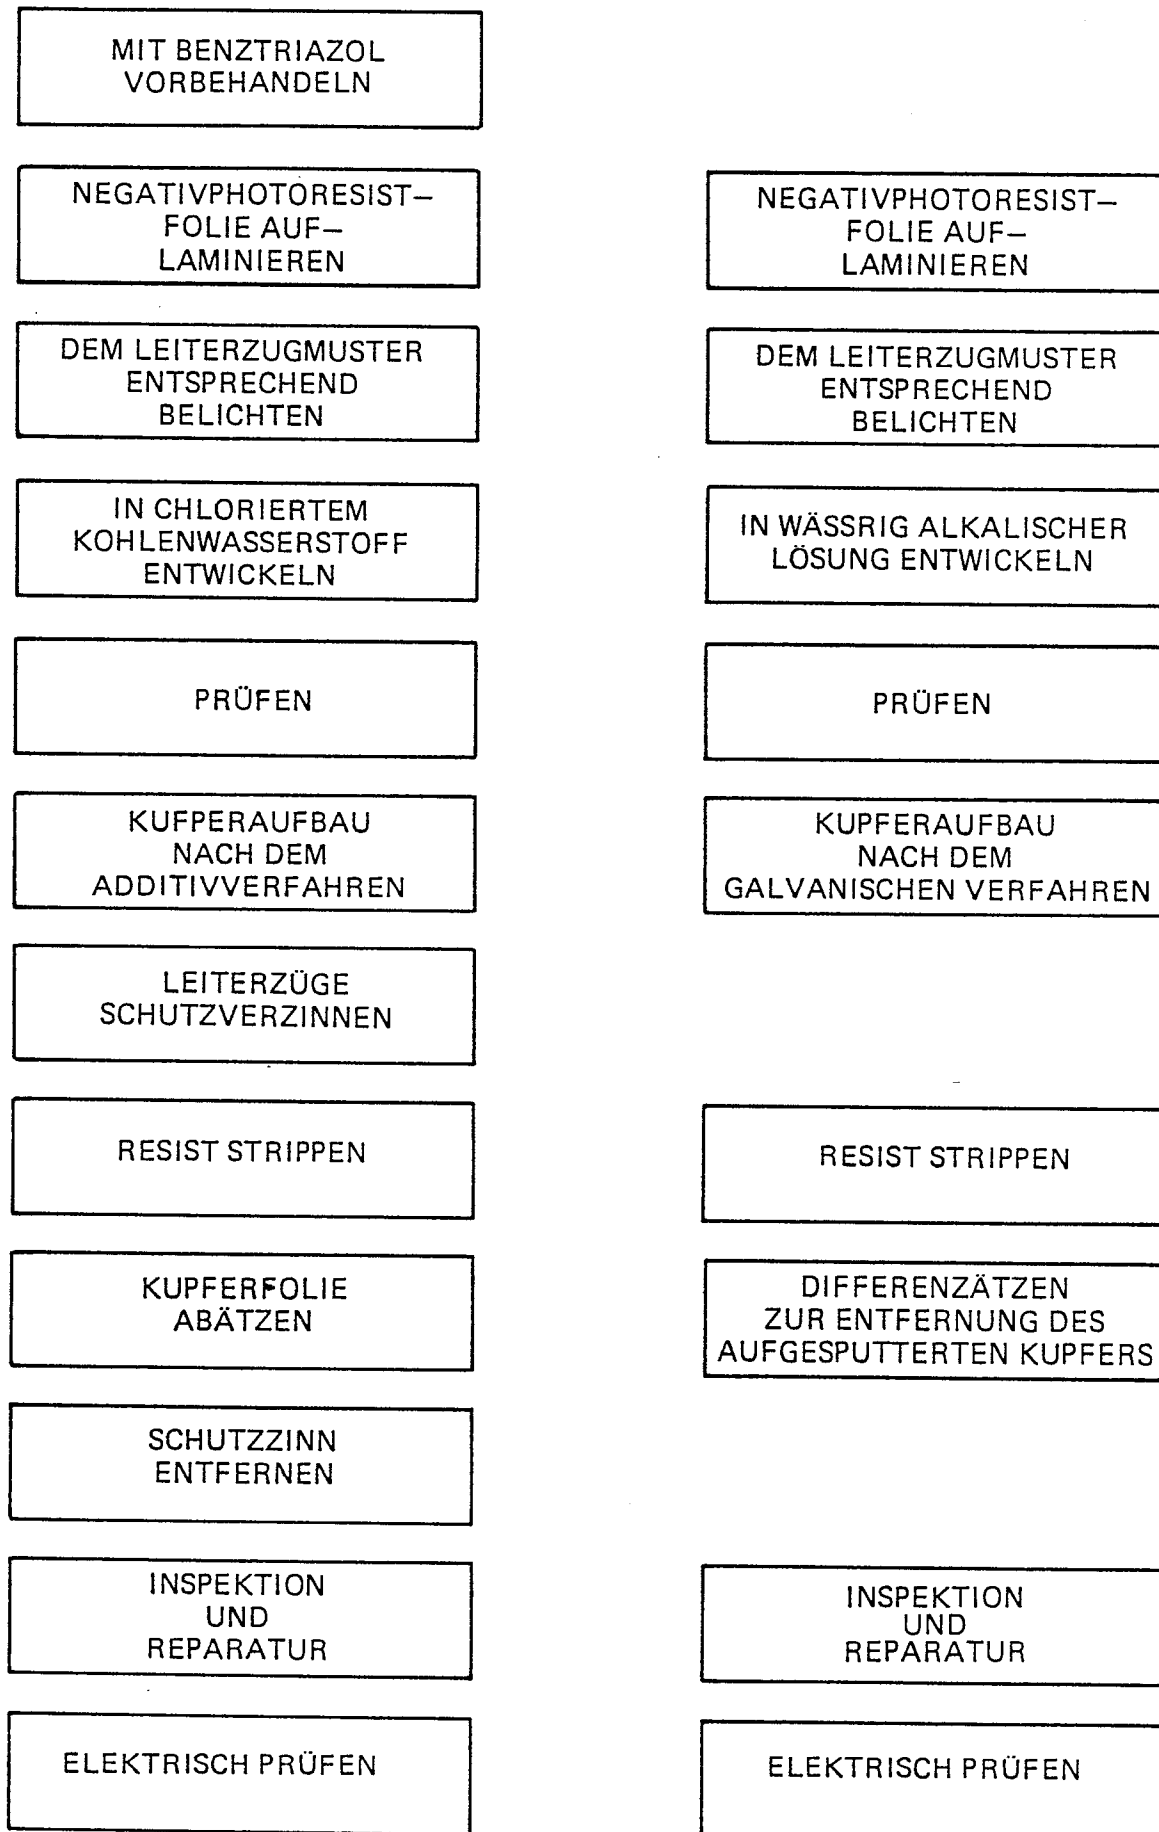 MIT BENZTRIAZOL
VORBEHANDELN
NEGATIVPHOTORESIST–
FOLIE AUF–
LAMINIEREN
DEM LEITERZUGMUSTER
ENTSPRECHEND
BELICHTEN
IN CHLORIERTEM
KOHLENWASSERSTOFF
ENTWICKELN
PRÜFEN
KUFPERAUFBAU
NACH DEM
ADDITIVVERFAHREN
LEITERZÜGE
SCHUTZVERZINNEN
RESIST STRIPPEN
KUPFERFOLIE
ABÄTZEN
SCHUTZZINN
ENTFERNEN
INSPEKTION
UND
REPARATUR
ELEKTRISCH PRÜFEN
NEGATIVPHOTORESIST–
FOLIE AUF–
LAMINIEREN
DEM LEITERZUGMUSTER
ENTSPRECHEND
BELICHTEN
IN WÄSSRIG ALKALISCHER
LÖSUNG ENTWICKELN
PRÜFEN
KUPFERAUFBAU
NACH DEM
GALVANISCHEN VERFAHREN
RESIST STRIPPEN
DIFFERENZÄTZEN
ZUR ENTFERNUNG DES
AUFGESPUTTERTEN KUPFERS
INSPEKTION
UND
REPARATUR
ELEKTRISCH PRÜFEN